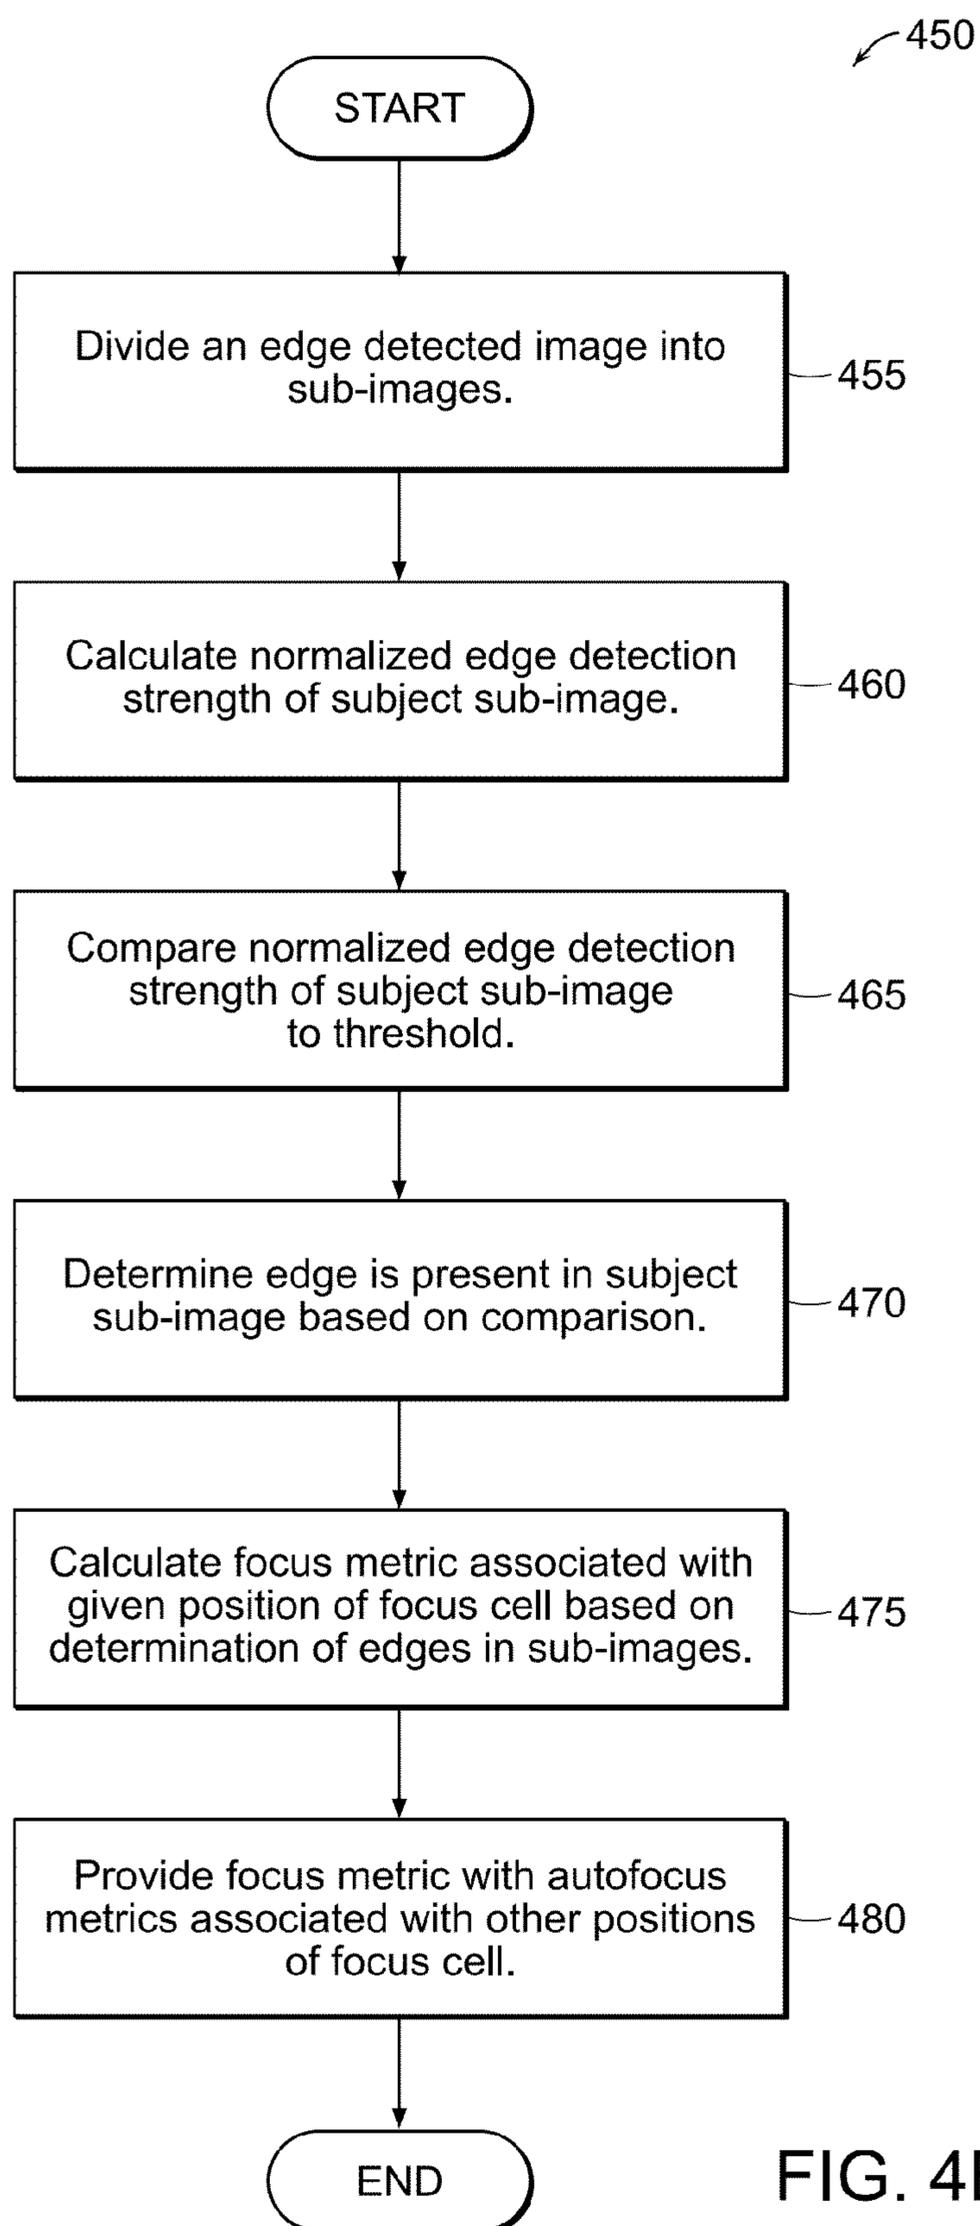 450
START
Divide an edge detected image into
sub-images.
455
Calculate normalized edge detection
strength of subject sub-image.
460
Compare normalized edge detection
strength of subject sub-image
to threshold.
465
Determine edge is present in subject
sub-image based on comparison.
470
Calculate focus metric associated with
given position of focus cell based on
determination of edges in sub-images.
475
Provide focus metric with autofocus
metrics associated with other positions
of focus cell.
480
END
FIG.